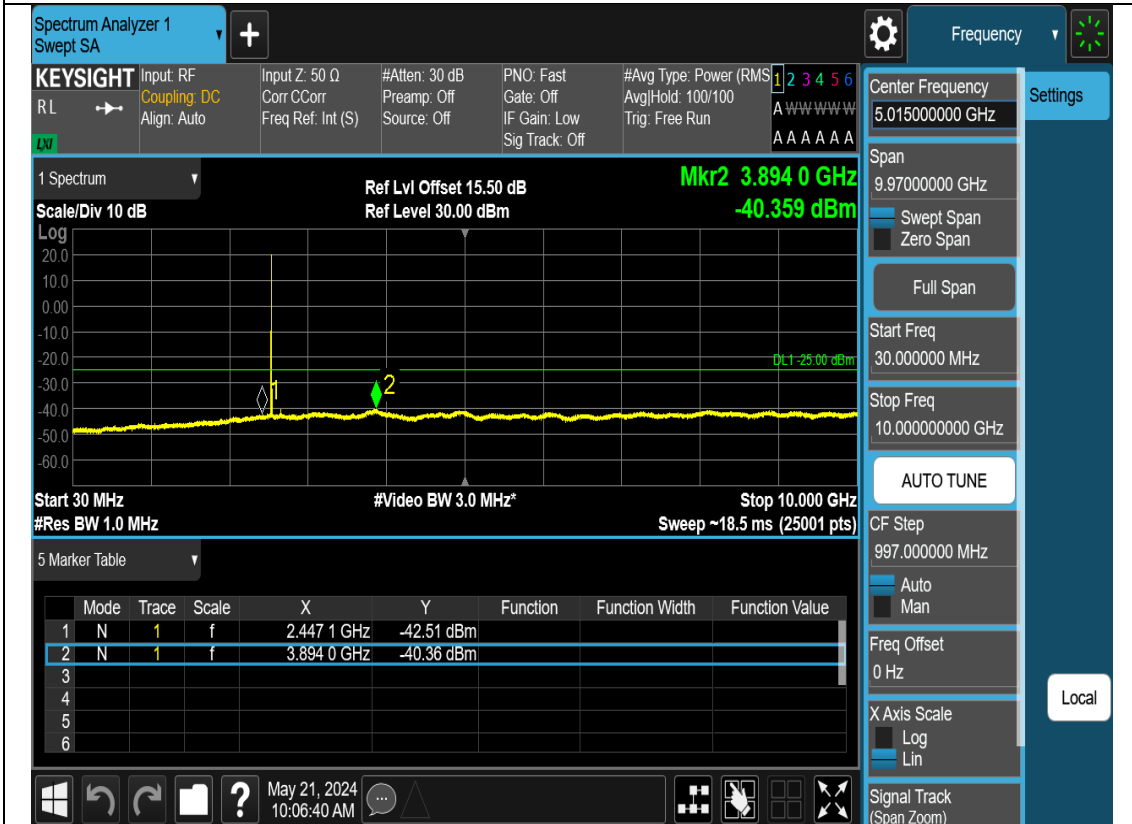 Spectrum Analyzer 1
Swept SA
+
Frequency
KEYSIGHT
RL
LXI
Input: RF
Coupling: DC
Align: Auto
Input Z: 50 Ω
Corr CCorr
Freq Ref: Int (S)
#Atten: 30 dB
Preamp: Off
Source: Off
PNO: Fast
Gate: Off
IF Gain: Low
Sig Track: Off
#Avg Type: Power (RMS
Avg|Hold: 100/100
Trig: Free Run
1 2 3 4 5 6
A W W W W W
A A A A A A
1 Spectrum
Scale/Div 10 dB
Ref Lvl Offset 15.50 dB
Ref Level 30.00 dBm
Mkr2 3.894 0 GHz
-40.359 dBm
Log
20.0
10.0
0.00
-10.0
-20.0
-30.0
-40.0
-50.0
-60.0
DL1 -25.00 dBm
1
2
Start 30 MHz
#Res BW 1.0 MHz
#Video BW 3.0 MHz*
Stop 10.000 GHz
Sweep ~18.5 ms (25001 pts)
5 Marker Table
Mode Trace Scale X Y Function Function Width Function Value
1 N 1 f 2.447 1 GHz -42.51 dBm
2 N 1 f 3.894 0 GHz -40.36 dBm
3
4
5
6
?
May 21, 2024
10:06:40 AM
Center Frequency
5.015000000 GHz
Settings
Span
9.97000000 GHz
Swept Span
Zero Span
Full Span
Start Freq
30.000000 MHz
Stop Freq
10.000000000 GHz
AUTO TUNE
CF Step
997.000000 MHz
Auto
Man
Freq Offset
0 Hz
Local
X Axis Scale
Log
Lin
Signal Track
(Span Zoom)